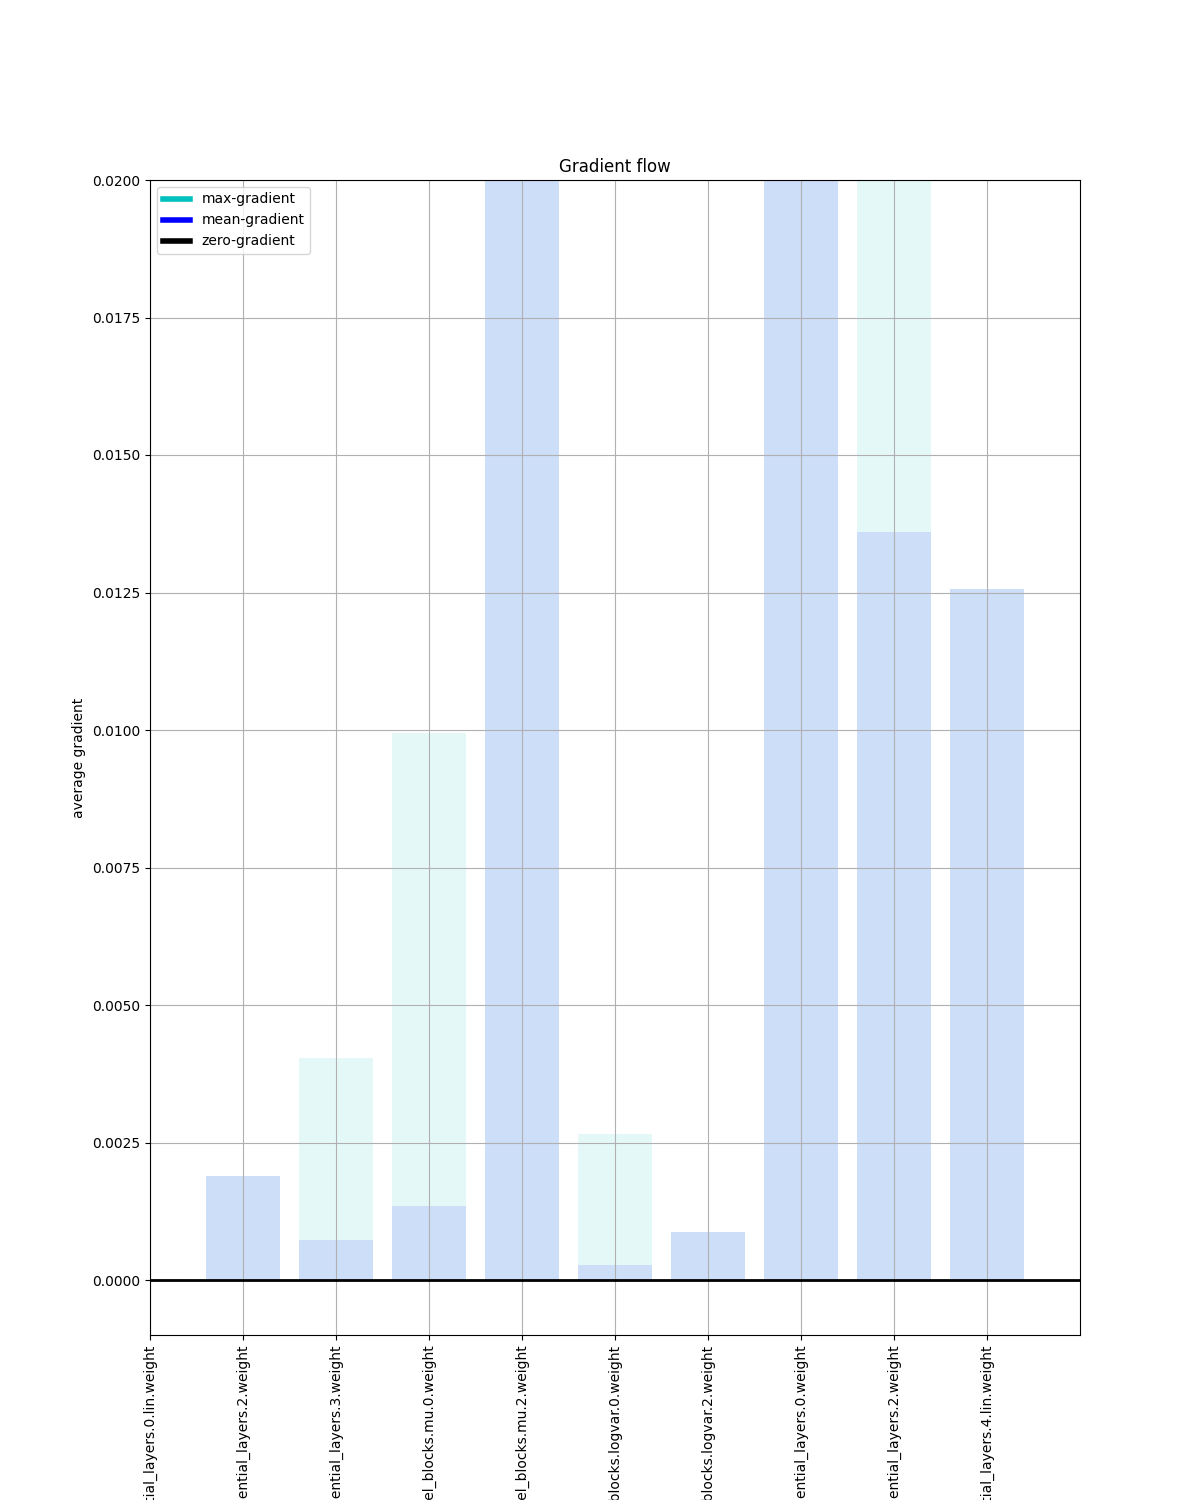 Gradient flow
max-gradient
mean-gradient
zero-gradient
0.0200
0.0175
0.0150
0.0125
0.0100
0.0075
0.0050
0.0025
0.0000
average gradient
tial_layers.0.lin.weight
ential_layers.2.weight
ential_layers.3.weight
el_blocks.mu.0.weight
el_blocks.mu.2.weight
blocks.logvar.0.weight
blocks.logvar.2.weight
ential_layers.0.weight
ential_layers.2.weight
tial_layers.4.lin.weight